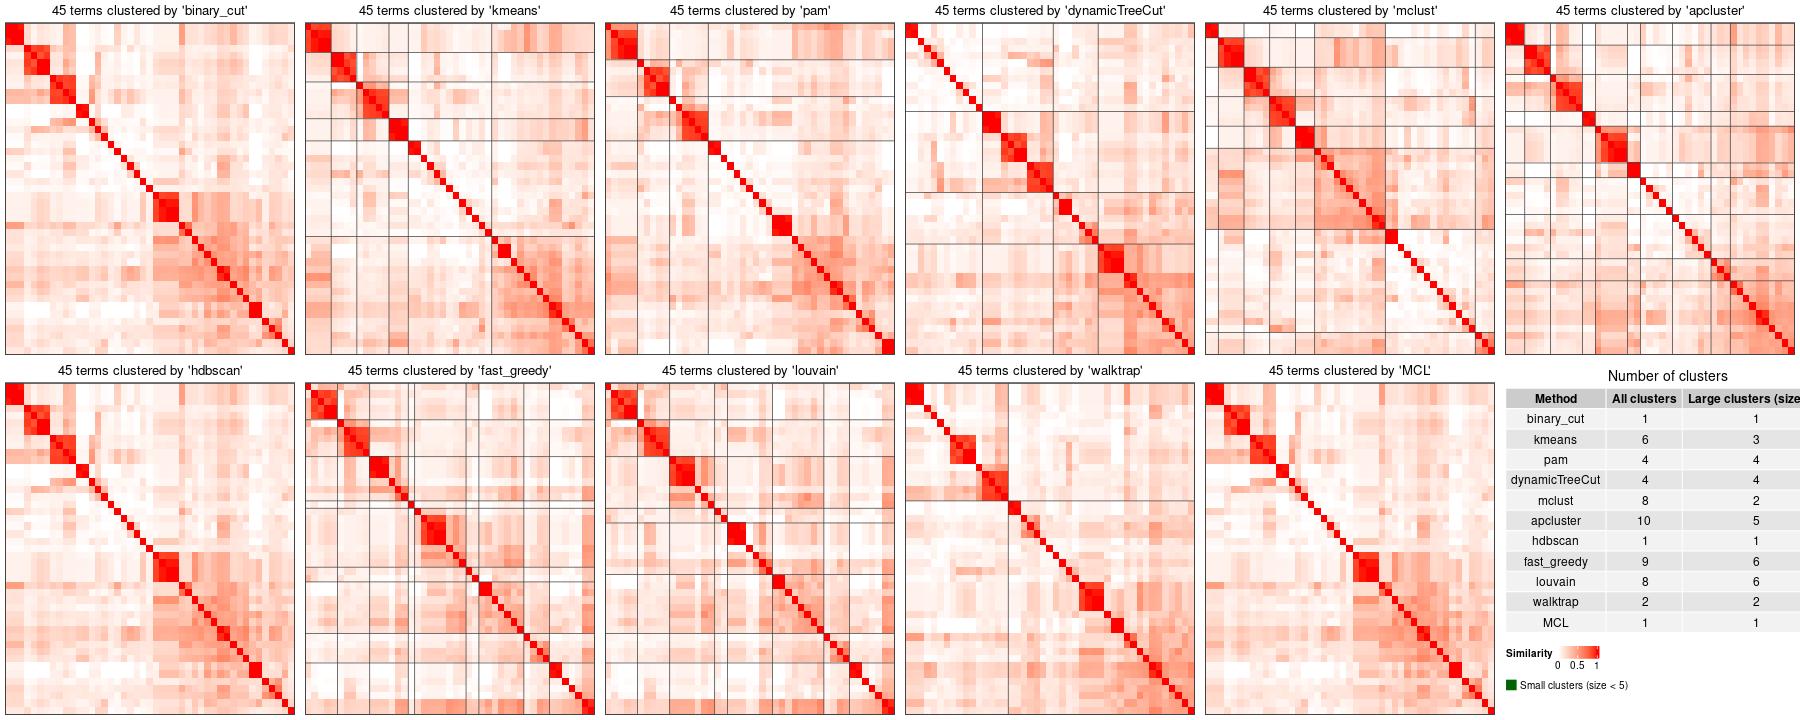 45 terms clustered by 'binary_cut'
45 terms clustered by 'kmeans'
45 terms clustered by 'pam'
45 terms clustered by 'dynamicTreeCut'
45 terms clustered by 'mclust'
45 terms clustered by 'apcluster'
45 terms clustered by 'hdbscan'
45 terms clustered by 'fast_greedy'
45 terms clustered by 'louvain'
45 terms clustered by 'walktrap'
45 terms clustered by 'MCL'
Number of clusters
Method All clusters Large clusters (size
binary_cut 1 1
kmeans 6 3
pam 4 4
dynamicTreeCut 4 4
mclust 8 2
apcluster 10 5
hdbscan 1 1
fast_greedy 9 6
louvain 8 6
walktrap 2 2
MCL 1 1
Similarity
0 0.5 1
Small clusters (size < 5)